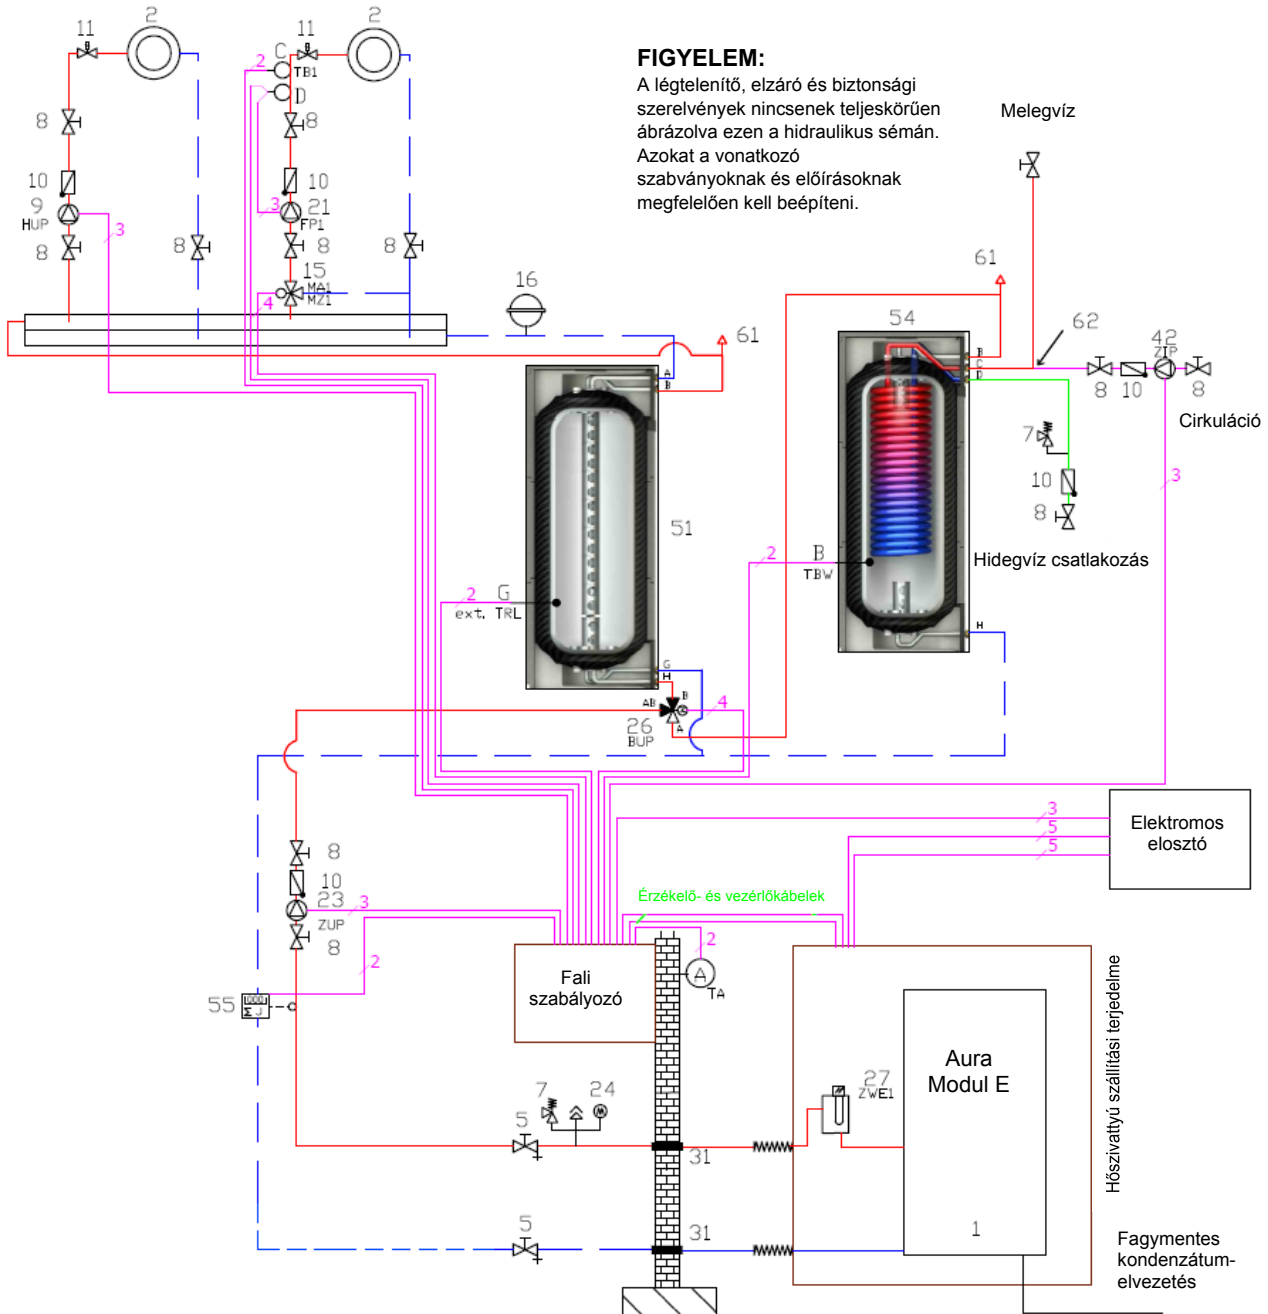 11
2
11
2
C
2
TB1
D
FIGYELEM:
A légtelenítő, elzáró és biztonsági
szerelvények nincsenek teljeskörűen
ábrázolva ezen a hidraulikus sémán.
Azokat a vonatkozó
szabványoknak és előírásoknak
megfelelően kell beépíteni.
Melegvíz
8
8
10
10
9
HUP
3
3
21
FP1
8
8
8
8
15
MA1
MZ1
4
16
61
61
54
62
42
ZIP
B
C
D
8
10
8
Cirkuláció
A
B
7
10
8
3
51
2
B
TBW
Hidegvíz csatlakozás
2
G
ext. TRL
H
G
H
AB
B
4
A
26
BUP
3
5
5
Elektromos
elosztó
8
10
23
ZUP
3
8
2
Érzékelő- és vezérlőkábelek
2
Fali
szabályozó
A
TA
55
1000J
Σ J
Hőszivattyú szállítási terjedelme
Aura
Modul E
27
ZWE1
7
24
5
31
5
31
1
Fagymentes
kondenzátum-
elvezetés